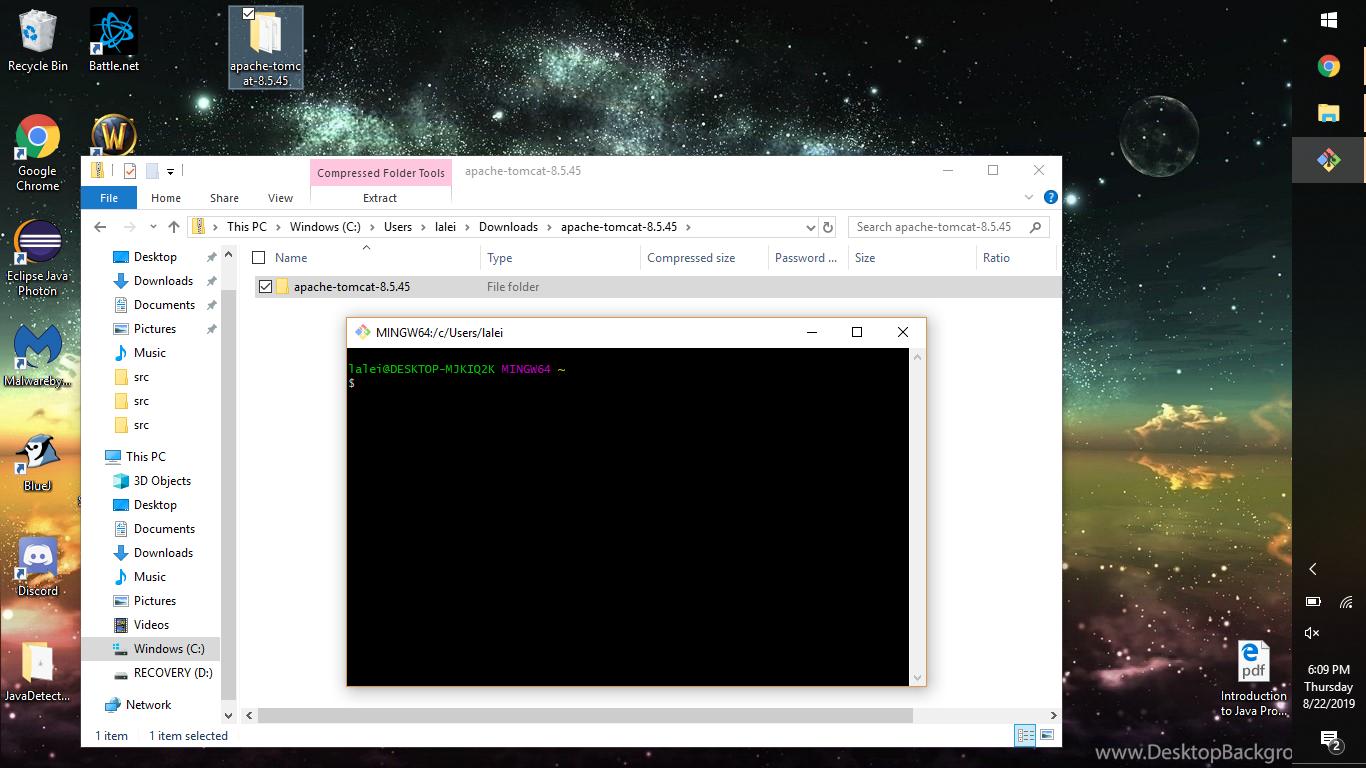 Recycle Bin
Battle.net
apache-tomc
at-8.5.45
Google
Chrome
Eclipse Java
Photon
Malwareby...
BlueJ
Discord
JavaDetect...
Compressed Folder Tools
apache-tomcat-8.5.45
File
Home
Share
View
Extract
This PC
Windows (C:)
Users
lalei
Downloads
apache-tomcat-8.5.45
Search apache-tomcat-8.5.45
Desktop
Downloads
Documents
Pictures
Music
src
src
src
This PC
3D Objects
Desktop
Documents
Downloads
Music
Pictures
Videos
Windows (C:)
RECOVERY (D:)
Network
Name
Type
Compressed size
Password ...
Size
Ratio
apache-tomcat-8.5.45
File folder
MINGW64:/c/Users/lalei
lalei@DESKTOP-MJKIQ2K MINGW64 ~
$
1 item
1 item selected
pdf
Introduction
to Java Pro...
www.DesktopBackgro
6:09 PM
Thursday
8/22/2019
2